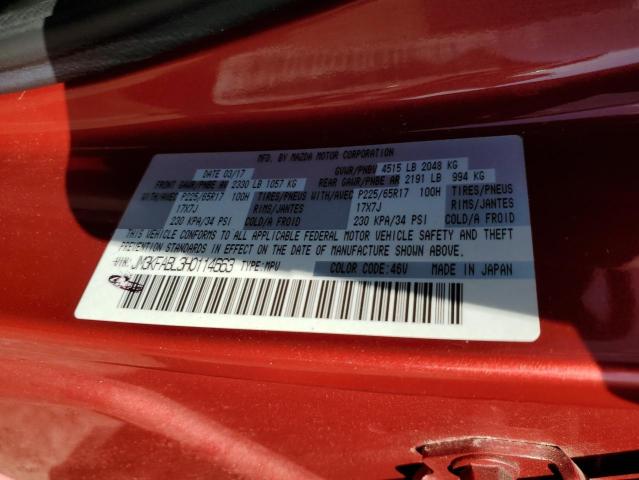 MFD. BY MAZDA MOTOR CORPORATION
DATE 03/17 GVWR/PNBV 4515 LB 2048 KG
FRONT GAWR/PNBE AV 2330 LB 1057 KG REAR GAWR/PNBE AR 2191 LB 994 KG
WITH/AVEC P225/65R17 100H TIRES/PNEUS WITH/AVEC P225/65R17 100H TIRES/PNEUS
17X7J RIMS/JANTES 17X7J RIMS/JANTES
230 KPA/34 PSI COLD/A FROID 230 KPA/34 PSI COLD/A FROID
THIS VEHICLE CONFORMS TO ALL APPLICABLE FEDERAL MOTOR VEHICLE SAFETY AND THEFT
PREVENTION STANDARDS IN EFFECT ON THE DATE OF MANUFACTURE SHOWN ABOVE.
JM3KFABL3H0114663 TYPE:MPV COLOR CODE:46V MADE IN JAPAN